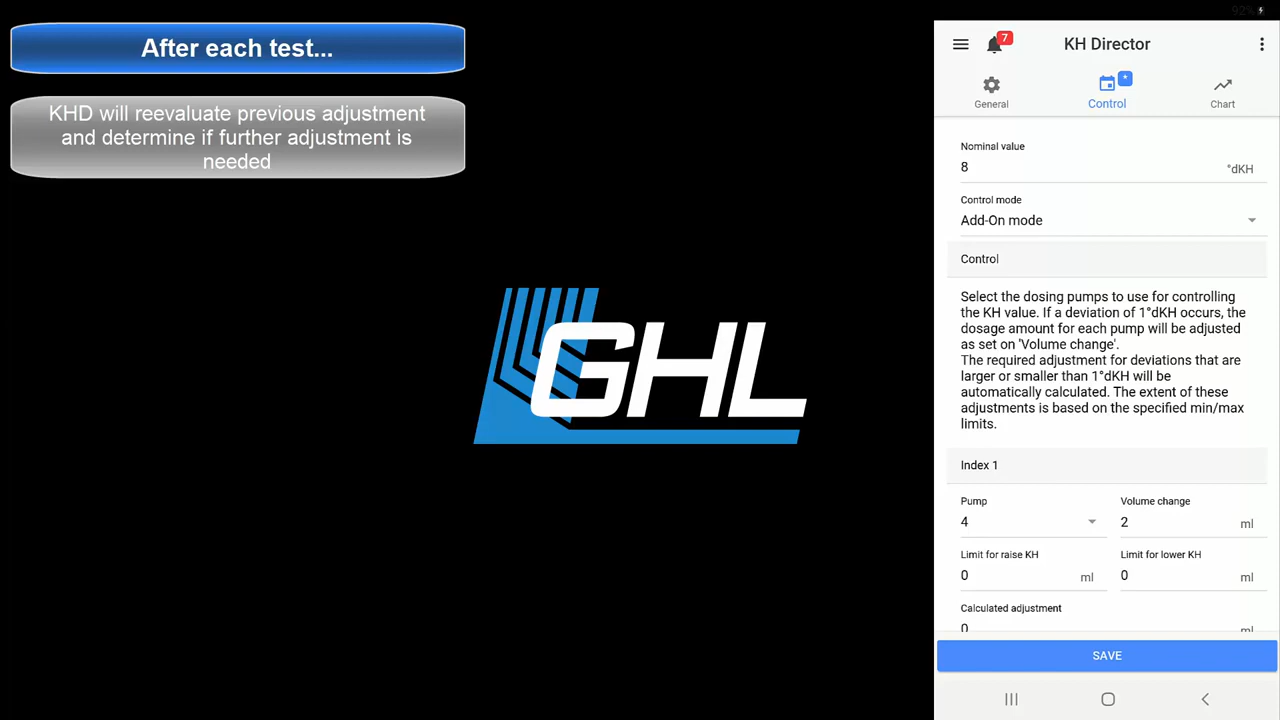 After each test...
KHD will reevaluate previous adjustment
and determine if further adjustment is
needed
GHL
92%
7
KH Director
*
General
Control
Chart
Nominal value
8
°dKH
Control mode
Add-On mode
Control
Select the dosing pumps to use for controlling
the KH value. If a deviation of 1°dKH occurs, the
dosage amount for each pump will be adjusted
as set on 'Volume change'.
The required adjustment for deviations that are
larger or smaller than 1°dKH will be
automatically calculated. The extent of these
adjustments is based on the specified min/max
limits.
Index 1
Pump
Volume change
4
2
ml
Limit for raise KH
Limit for lower KH
0
ml
0
ml
Calculated adjustment
0
ml
SAVE